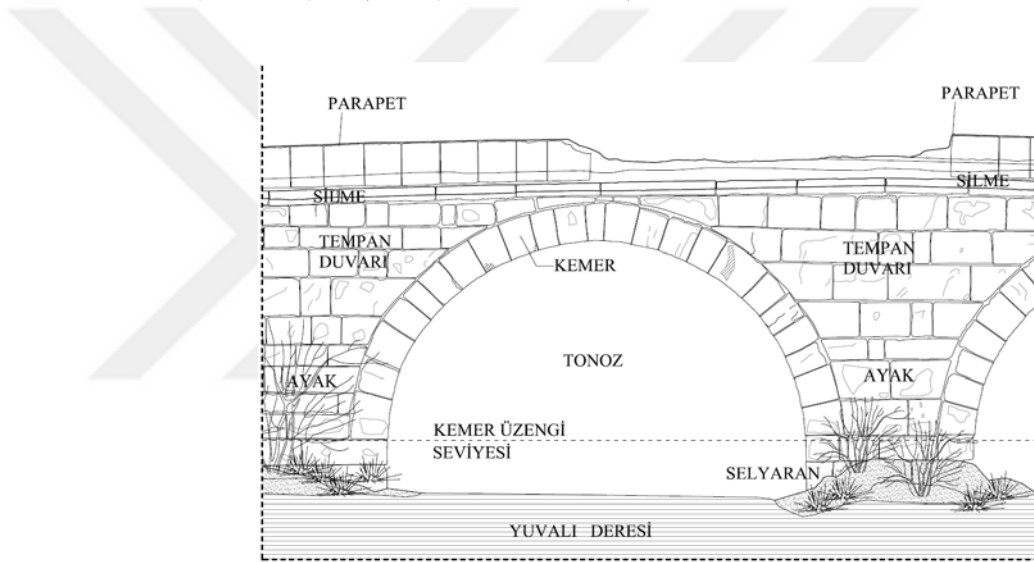 PARAPET
PARAPET
SİLME
SİLME
TEMPAN
DUVARI
TEMPAN
DUVARI
KEMER
TONOZ
AYAK
AYAK
KEMER ÜZENGİ
SEVİYESİ
SELYARAN
YUVALI DERESİ